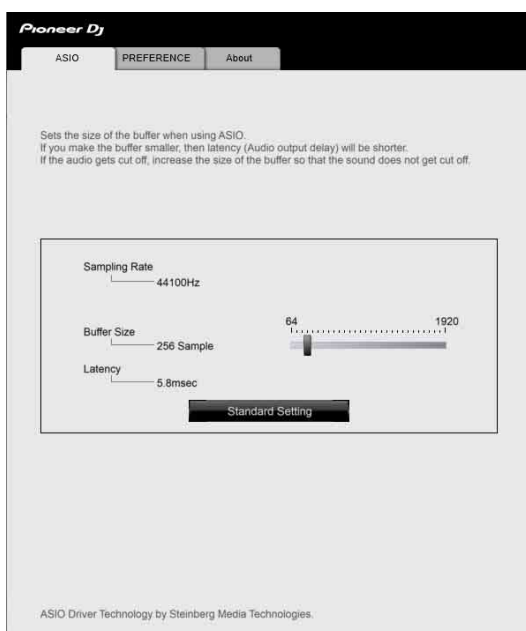 Pioneer Dj
ASIO
PREFERENCE
About
Sets the size of the buffer when using ASIO.
If you make the buffer smaller, then latency (Audio output delay) will be shorter.
If the audio gets cut off, increase the size of the buffer so that the sound does not get cut off.
Sampling Rate
44100Hz
Buffer Size
256 Sample
64
1920
Latency
5.8msec
Standard Setting
ASIO Driver Technology by Steinberg Media Technologies.